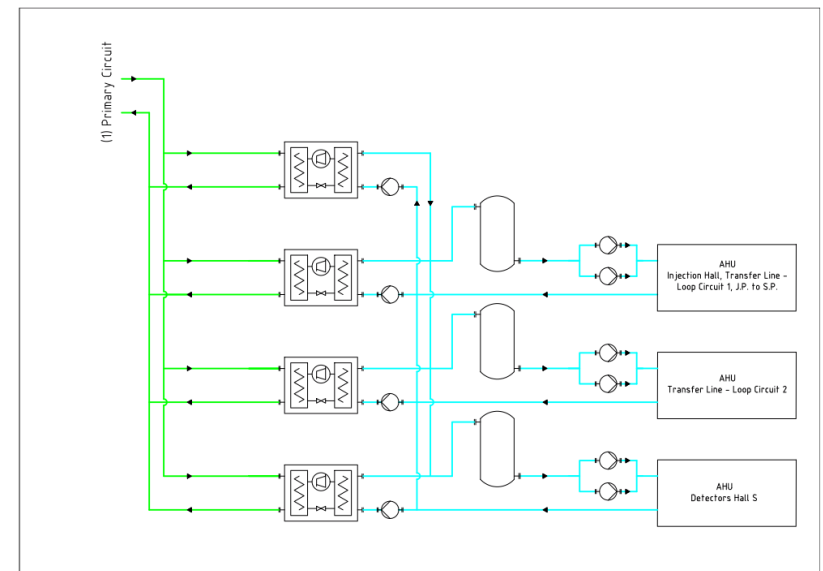 (1) Primary Circuit
AHU
Injection Hall, Transfer Line -
Loop Circuit 1, J.P. to S.P.
AHU
Transfer Line - Loop Circuit 2
AHU
Detectors Hall S